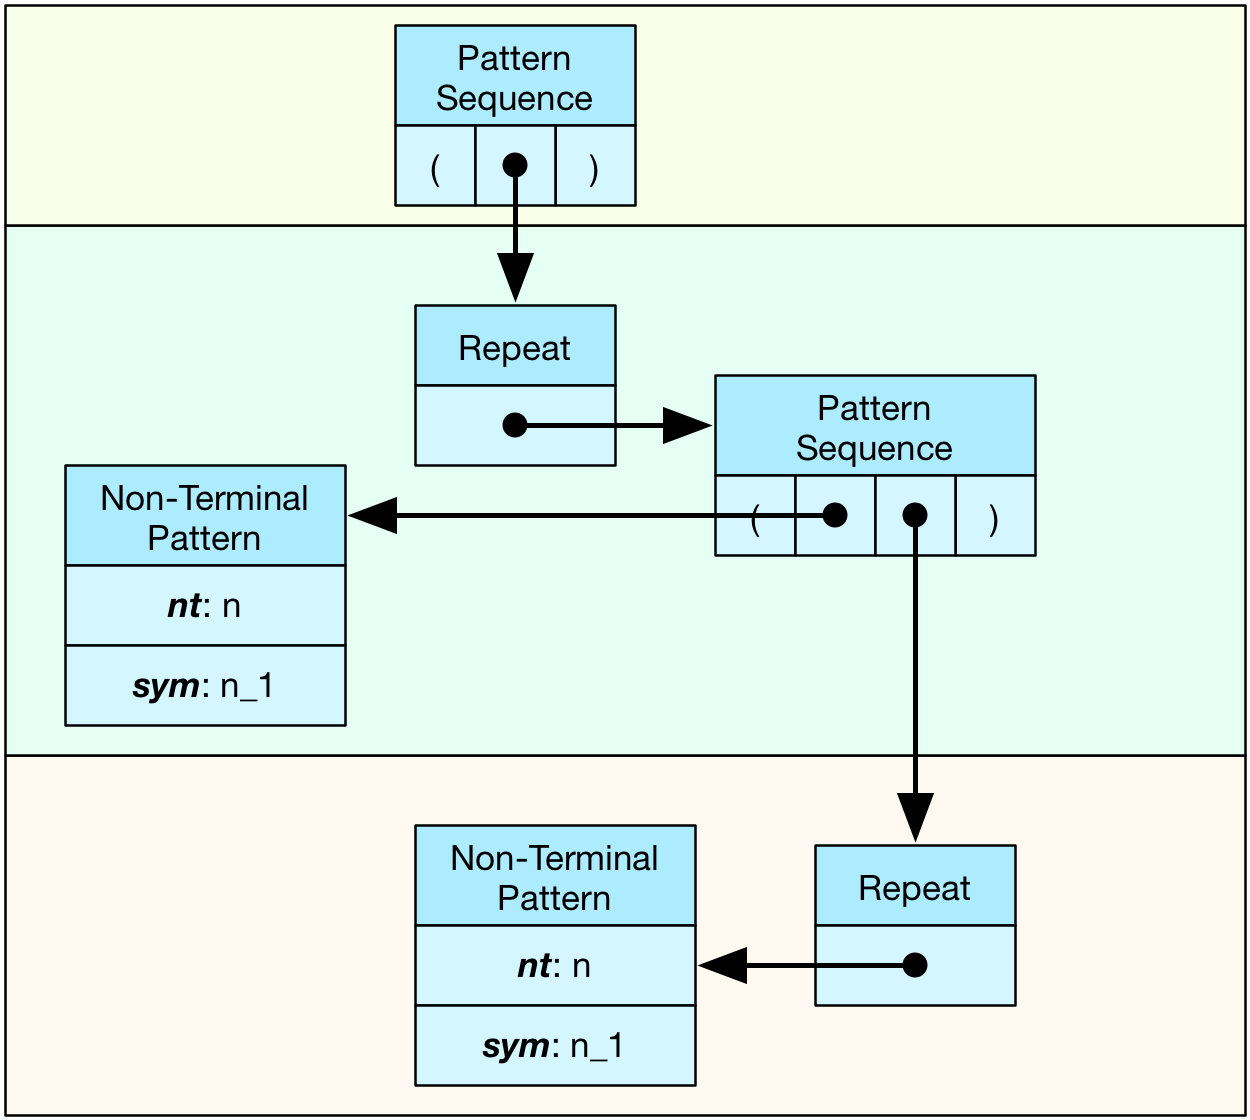 Pattern
Sequence
( )
Repeat
Pattern
Sequence
( )
Non-Terminal
Pattern
nt: n
sym: n_1
Non-Terminal
Pattern
nt: n
sym: n_1
Repeat